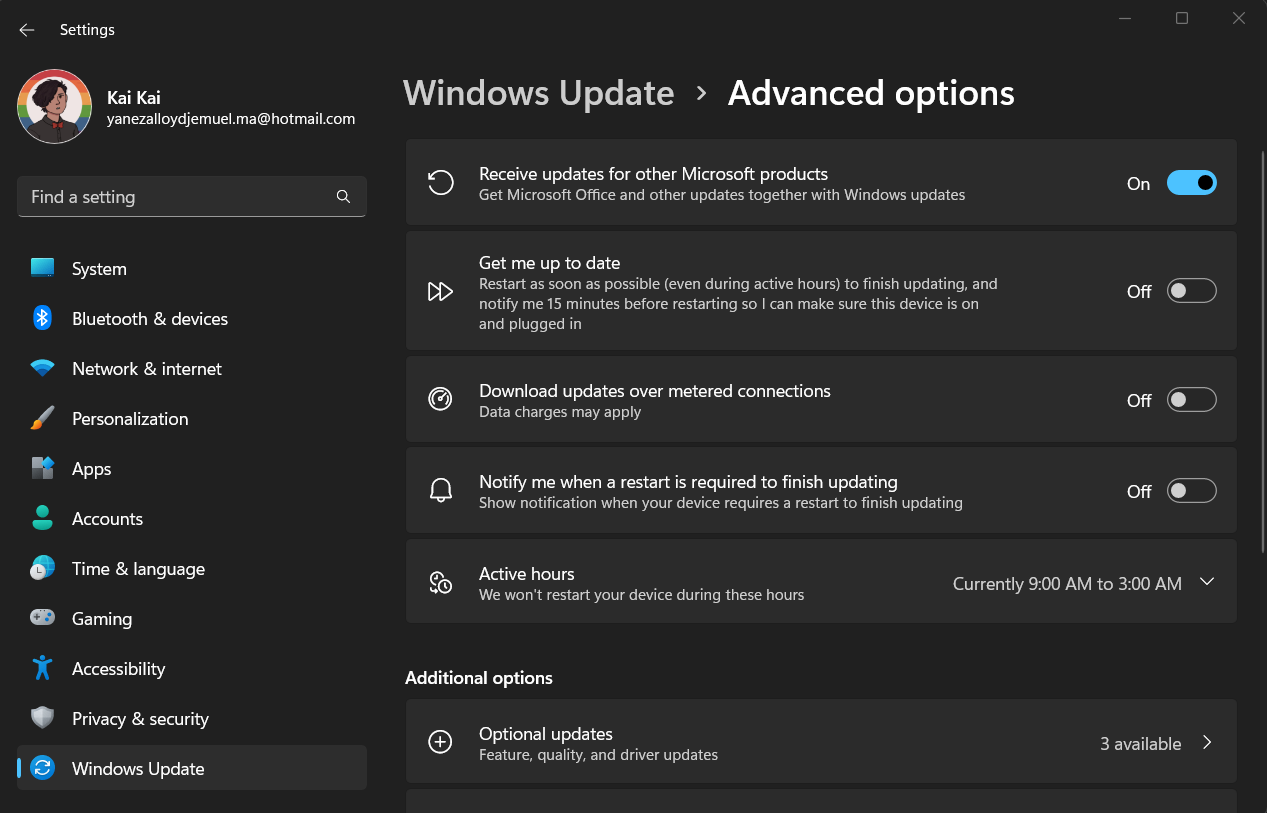 Settings
Kai Kai
yanezalloydjemuel.ma@hotmail.com
Find a setting
System
Bluetooth & devices
Network & internet
Personalization
Apps
Accounts
Time & language
Gaming
Accessibility
Privacy & security
Windows Update
Windows Update > Advanced options
Receive updates for other Microsoft products
Get Microsoft Office and other updates together with Windows updates
On
Get me up to date
Restart as soon as possible (even during active hours) to finish updating, and
notify me 15 minutes before restarting so I can make sure this device is on
and plugged in
Off
Download updates over metered connections
Data charges may apply
Off
Notify me when a restart is required to finish updating
Show notification when your device requires a restart to finish updating
Off
Active hours
We won't restart your device during these hours
Currently 9:00 AM to 3:00 AM
Additional options
Optional updates
Feature, quality, and driver updates
3 available